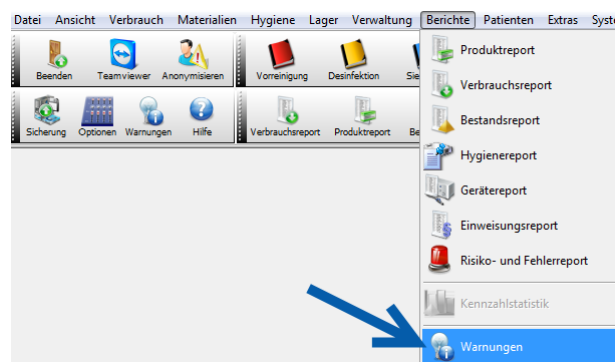 Datei Ansicht Verbrauch Materialien Hygiene Lager Verwaltung Berichte Patienten Extras
Beenden Teamviewer Anonymisieren Vorreinigung Desinfektion
Sicherung Optionen Warnungen Hilfe Verbrauchsreport Produktreport
Produktreport
Verbrauchsreport
Bestandsreport
Hygienereport
Gerätereport
Einweisungsreport
Risiko- und Fehlerreport
Kennzahlstatistik
Warnungen